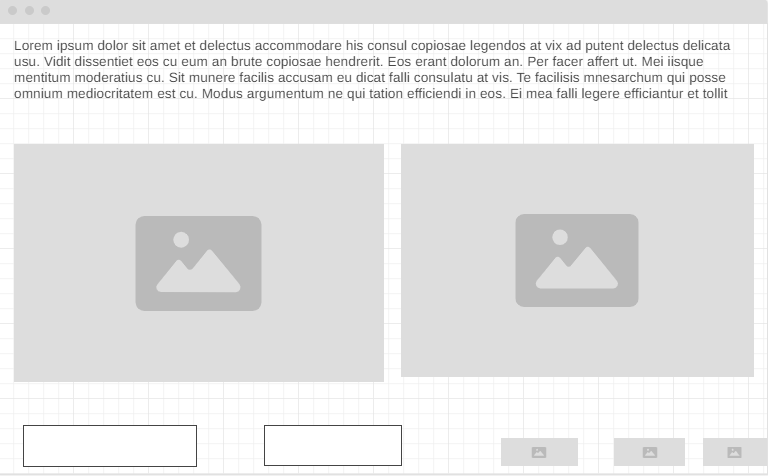 Lorem ipsum dolor sit amet et delectus accommodare his consul copiosae legendos at vix ad putent delectus delicata
usu. Vidit dissentiet eos cu eum an brute copiosae hendrerit. Eos erant dolorum an. Per facer affert ut. Mei iisque
mentitum moderatius cu. Sit munere facilis accusam eu dicat falli consulatu at vis. Te facilisis mnesarchum qui posse
omnium mediocritatem est cu. Modus argumentum ne qui tation efficiendi in eos. Ei mea falli legere efficiantur et tollit